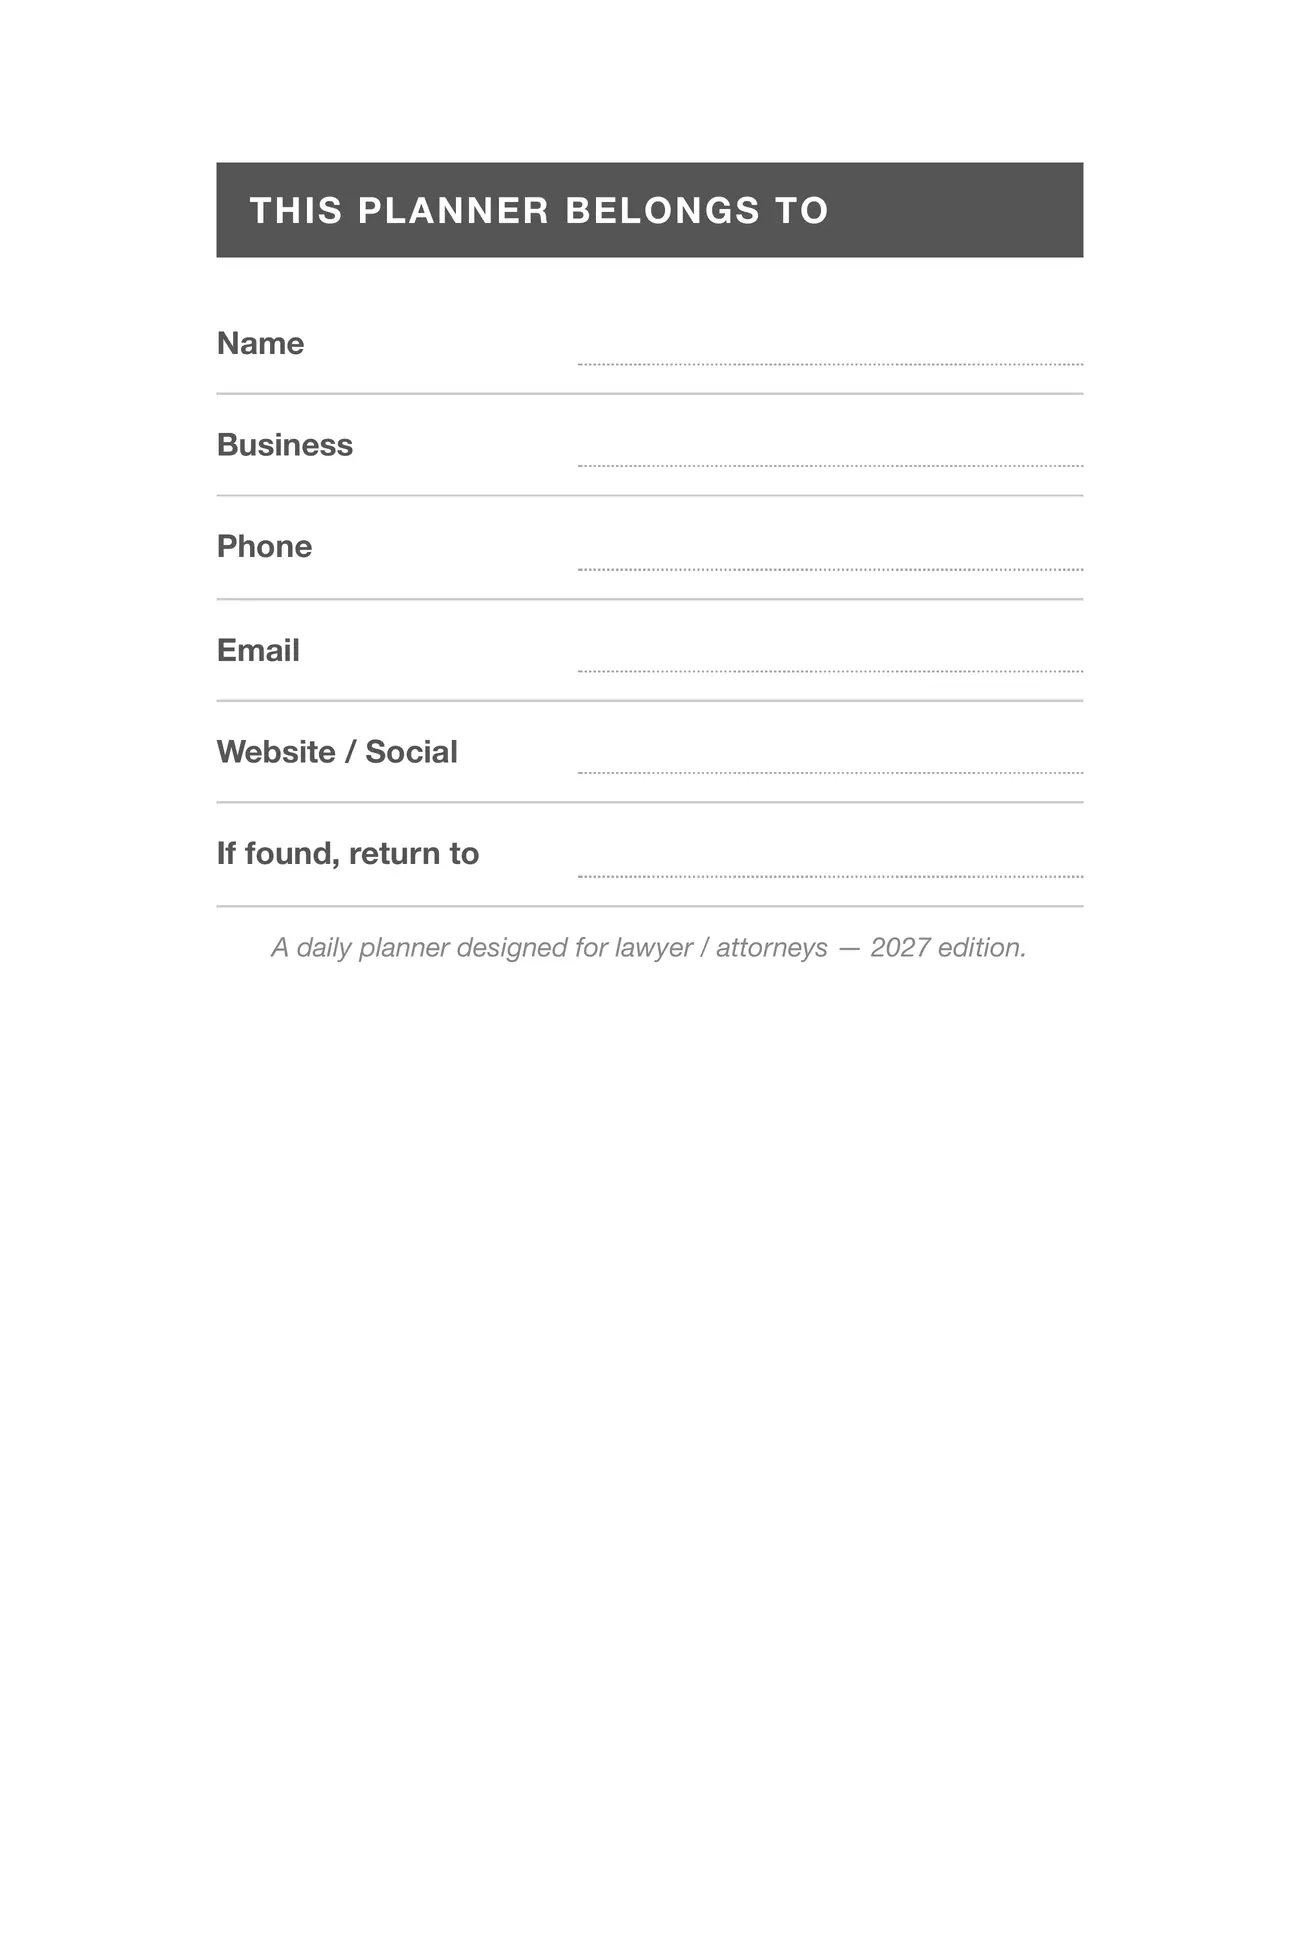 THIS PLANNER BELONGS TO
Name
Business
Phone
Email
Website / Social
If found, return to
A daily planner designed for lawyer / attorneys — 2027 edition.